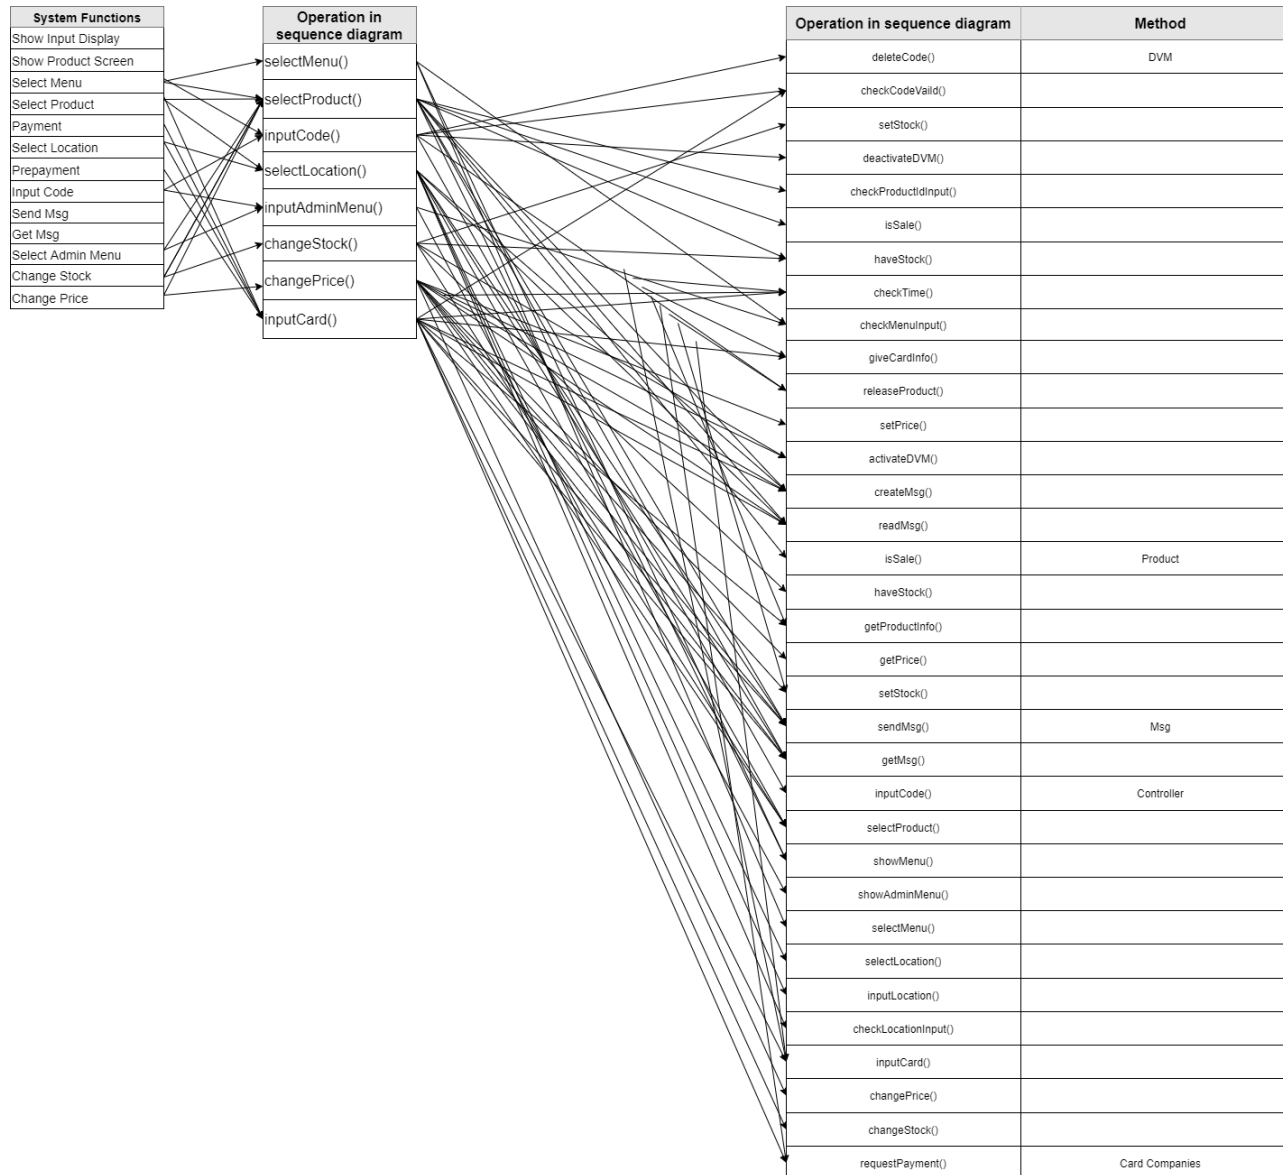 System Functions
Show Input Display
Show Product Screen
Select Menu
Select Product
Payment
Select Location
Prepayment
Input Code
Send Msg
Get Msg
Select Admin Menu
Change Stock
Change Price
Operation in
sequence diagram
selectMenu()
selectProduct()
inputCode()
selectLocation()
inputAdminMenu()
changeStock()
changePrice()
inputCard()
Operation in sequence diagram Method
deleteCode() DVM
checkCodeVaild()
setStock()
deactivateDVM()
checkProductIdInput()
isSale()
haveStock()
checkTime()
checkMenuInput()
giveCardInfo()
releaseProduct()
setPrice()
activateDVM()
createMsg()
readMsg()
isSale() Product
haveStock()
getProductInfo()
getPrice()
setStock()
sendMsg() Msg
getMsg()
inputCode() Controller
selectProduct()
showMenu()
showAdminMenu()
selectMenu()
selectLocation()
inputLocation()
checkLocationInput()
inputCard()
changePrice()
changeStock()
requestPayment() Card Companies